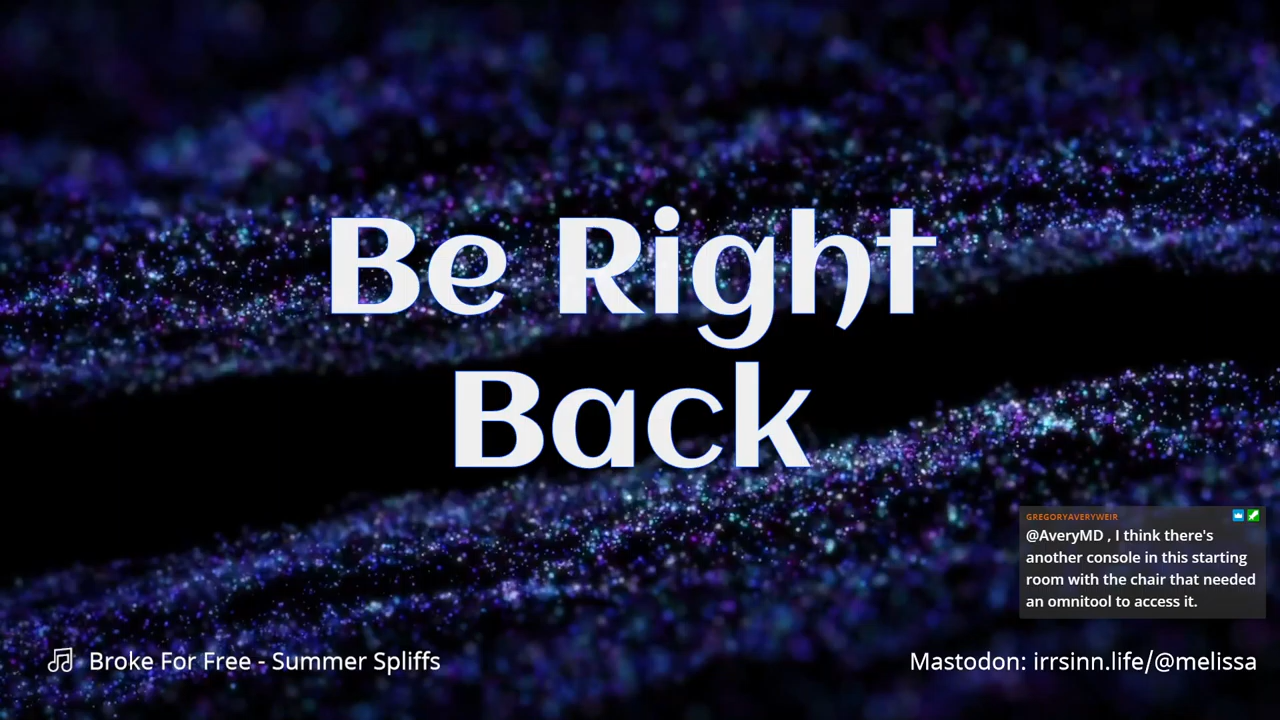 Be Right
Back
GREGORYAVERYWEIR
@AveryMD , I think there's
another console in this starting
room with the chair that needed
an omnitool to access it.
Broke For Free - Summer Spliffs
Mastodon: irrsinn.life/@melissa